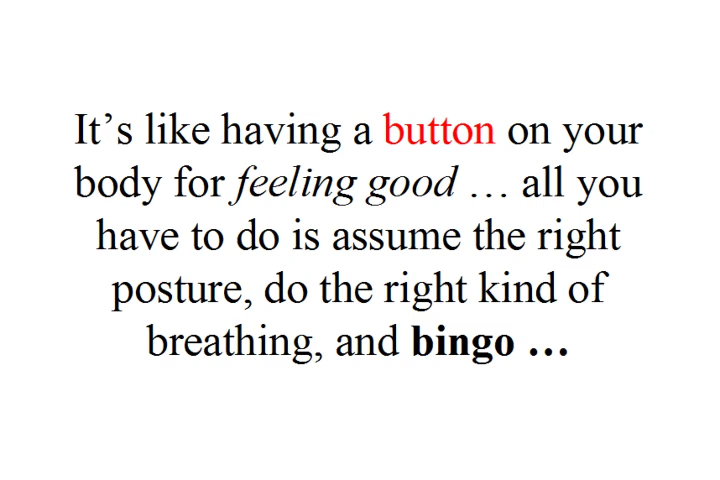 It’s like having a button on your
body for feeling good … all you
have to do is assume the right
posture, do the right kind of
breathing, and bingo …